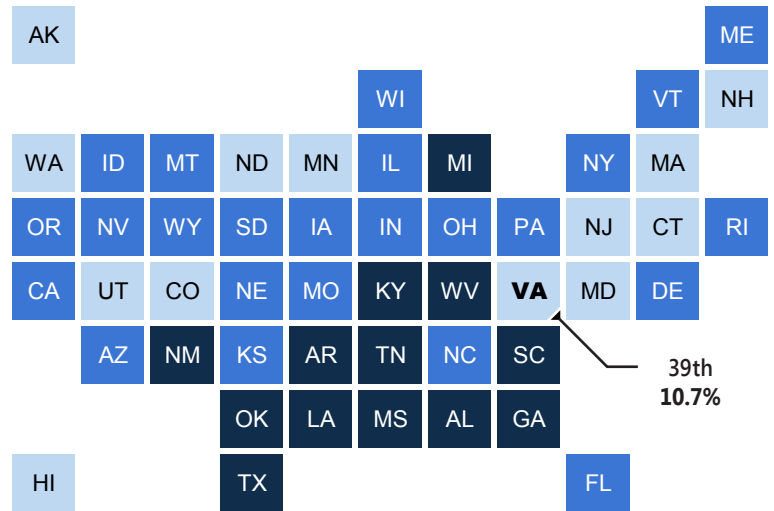 AK ME
WI VT NH
WA ID MT ND MN IL MI NY MA
OR NV WY SD IA IN OH PA NJ CT RI
CA UT CO NE MO KY WV VA MD DE
AZ NM KS AR TN NC SC
39th
10.7%
OK LA MS AL GA
HI TX FL